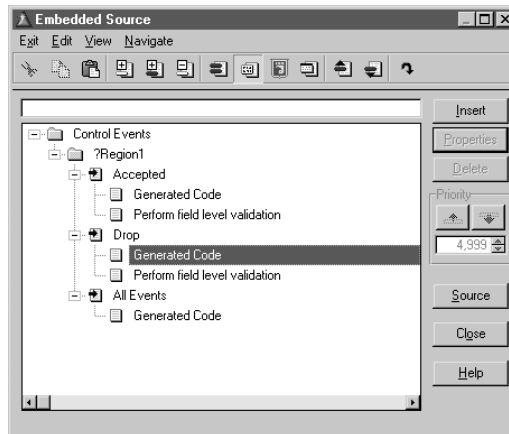 Embedded Source
Exit Edit View Navigate
Insert
Control Events
Properties
?Region1
Accepted
Delete
Generated Code
Priority
Perform field level validation
Drop
Generated Code
4,999
Perform field level validation
All Events
Source
Generated Code
Close
Help